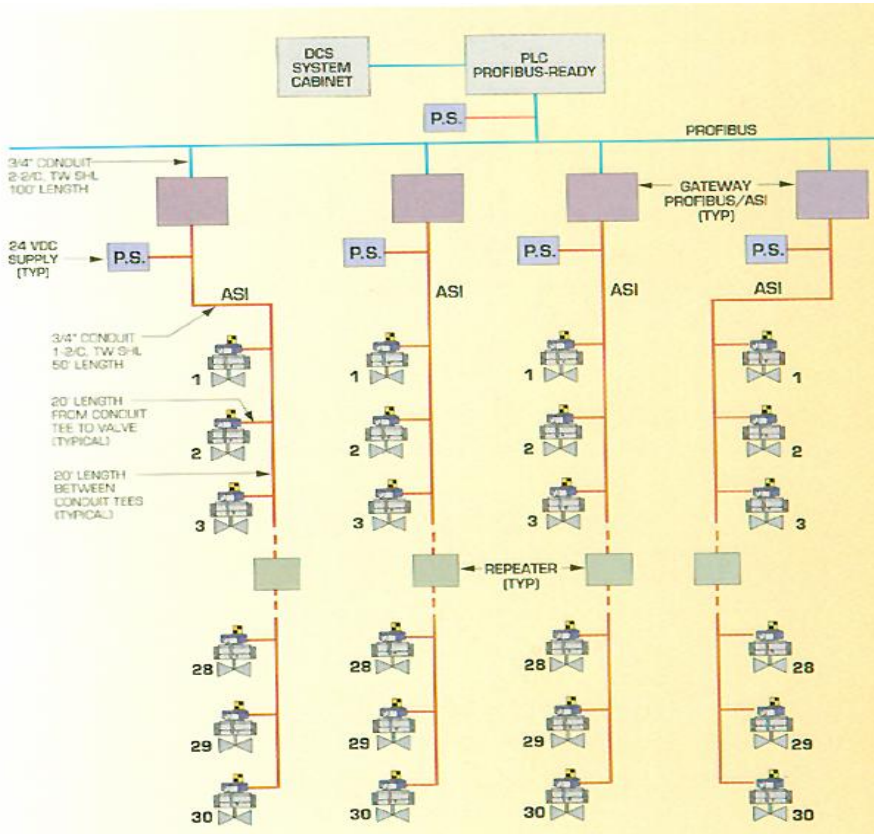 DCS
SYSTEM
CABINET
PLC
PROFIBUS-READY
P.S.
PROFIBUS
3/4" CONDUIT
2-2/C, TW SHL
100' LENGTH
GATEWAY
PROFIBUS/ASI
(TYP)
24 VDC
SUPPLY
(TYP)
P.S.
P.S.
P.S.
P.S.
ASI
ASI
ASI
ASI
3/4" CONDUIT
1-2/C, TW SHL
50' LENGTH
1
1
1
1
20' LENGTH
FROM CONDUIT
TEE TO VALVE
(TYPICAL)
2
2
2
2
20' LENGTH
BETWEEN
CONDUIT TEES
(TYPICAL)
3
3
3
3
REPEATER
(TYP)
28
28
28
28
29
29
29
29
30
30
30
30